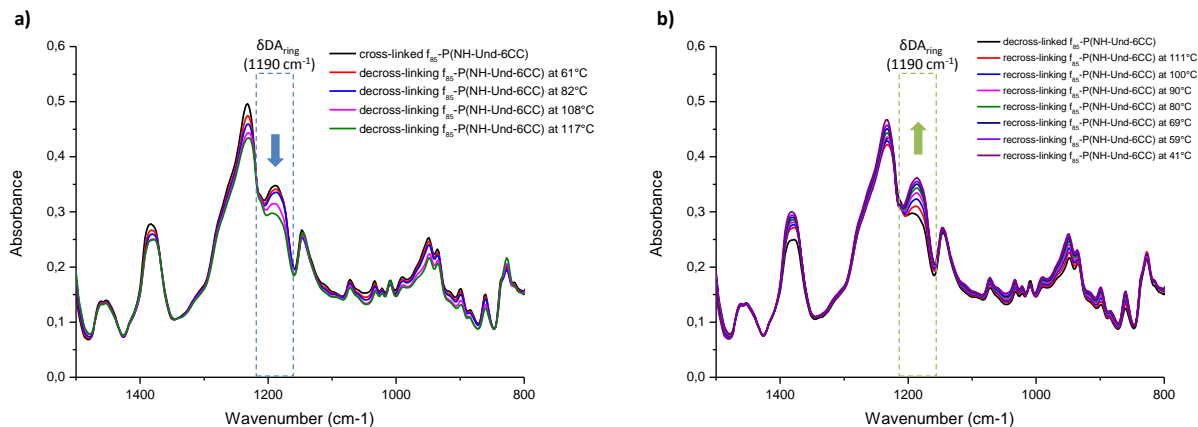 a)
δDAring
(1190 cm-1)
cross-linked f85-P(NH-Und-6CC)
decross-linking f85-P(NH-Und-6CC) at 61°C
decross-linking f85-P(NH-Und-6CC) at 82°C
decross-linking f85-P(NH-Und-6CC) at 108°C
decross-linking f85-P(NH-Und-6CC) at 117°C
0,6
0,5
0,4
0,3
0,2
0,1
0,0
Absorbance
1400
1200
1000
800
Wavenumber (cm-1)
b)
δDAring
(1190 cm-1)
decross-linked f85-P(NH-Und-6CC)
recross-linking f85-P(NH-Und-6CC) at 111°C
recross-linking f85-P(NH-Und-6CC) at 100°C
recross-linking f85-P(NH-Und-6CC) at 90°C
recross-linking f85-P(NH-Und-6CC) at 80°C
recross-linking f85-P(NH-Und-6CC) at 69°C
recross-linking f85-P(NH-Und-6CC) at 59°C
recross-linking f85-P(NH-Und-6CC) at 41°C
0,6
0,5
0,4
0,3
0,2
0,1
0,0
Absorbance
1400
1200
1000
800
Wavenumber (cm-1)